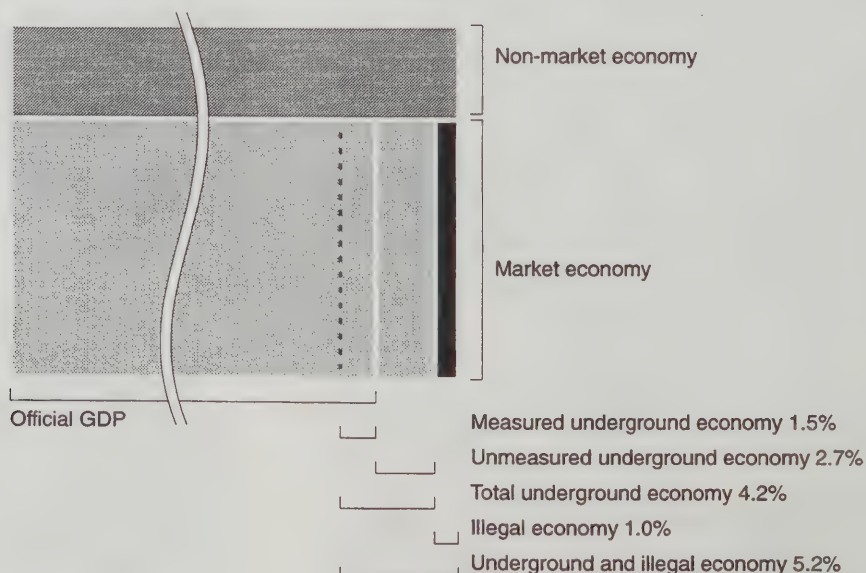 Non-market economy
Market economy
Official GDP
Measured underground economy 1.5%
Unmeasured underground economy 2.7%
Total underground economy 4.2%
Illegal economy 1.0%
Underground and illegal economy 5.2%